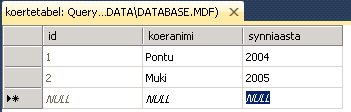 koertetabel: Query...DATA\DATABASE.MDF)
id koeranimi synniaasta
1 Pontu 2004
2 Muki 2005
NULL NULL NULL